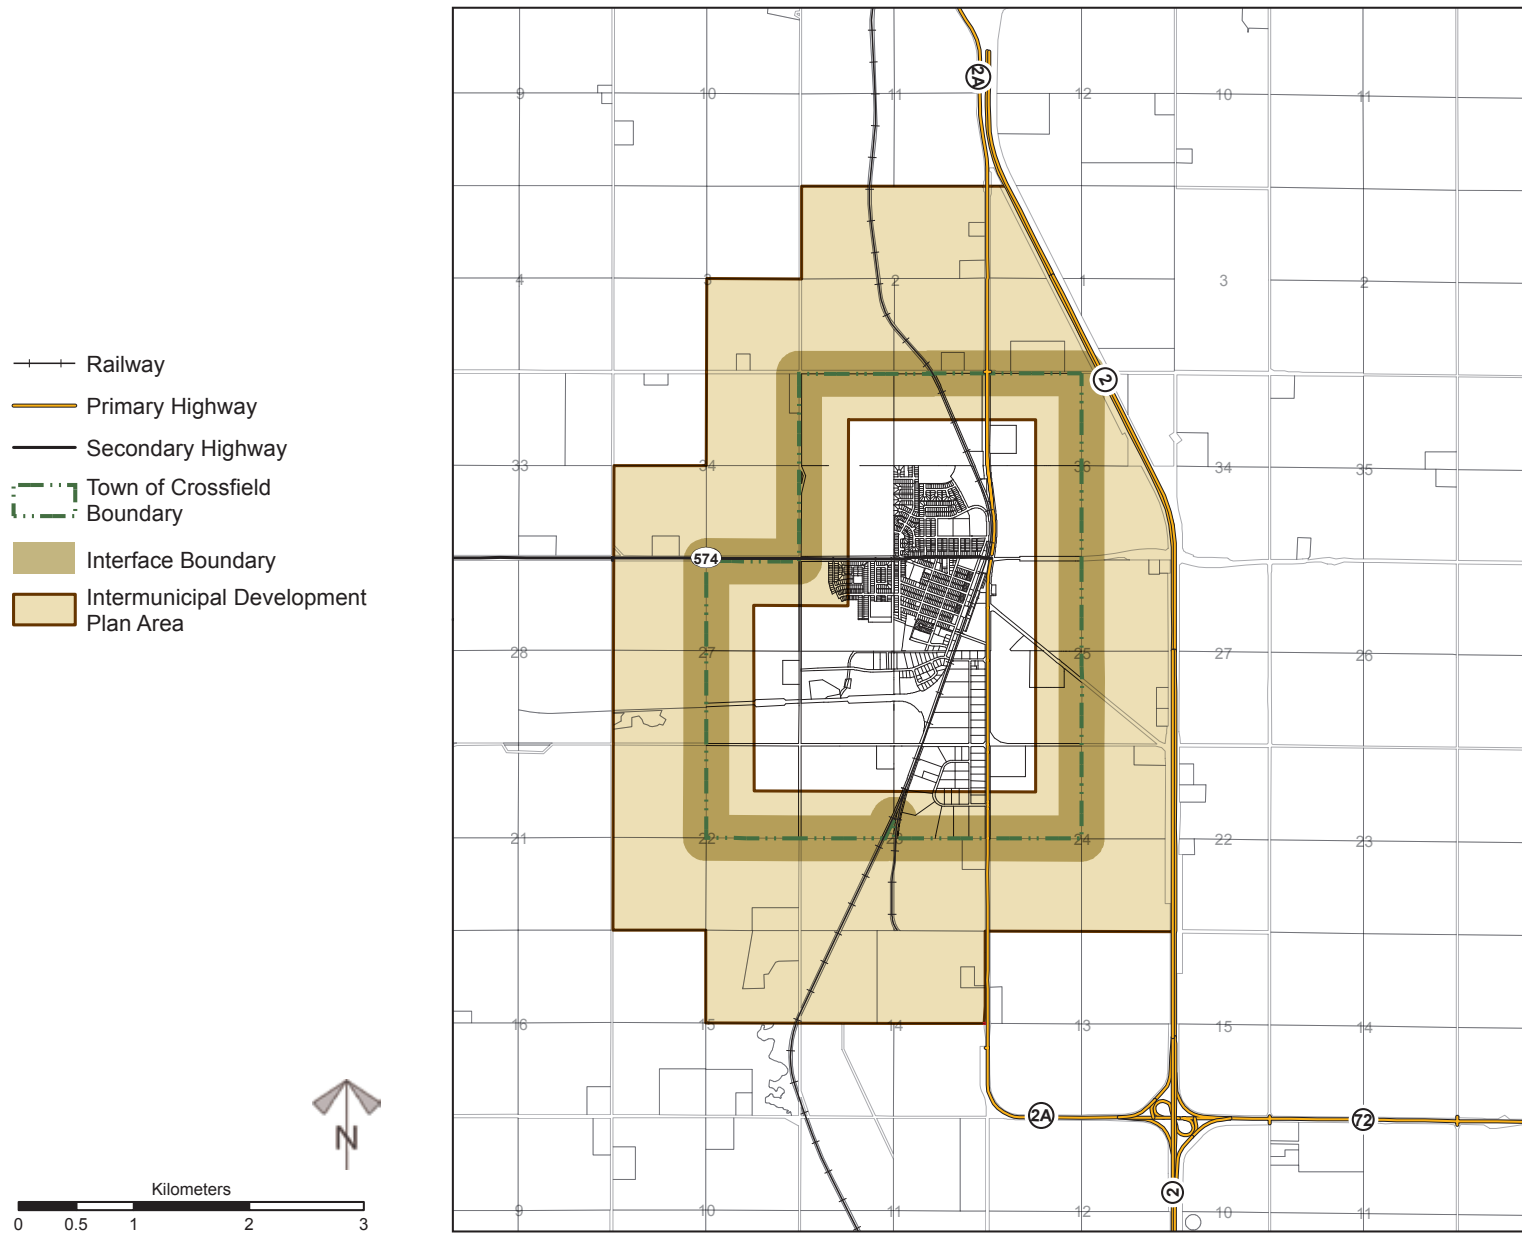 2A
9 10 11 12 10 11
4 3 2 1 3 2
Railway
2
Primary Highway
Secondary Highway
33 34 36 34 35
Town of Crossfield
Boundary
574
Interface Boundary
Intermunicipal Development
Plan Area
28 27 25 27 26
21 22 23 24 22 23
16 15 14 13 15 14
N
2A 72
2
Kilometers
0 0.5 1 2 3
9 10 11 12 10 11